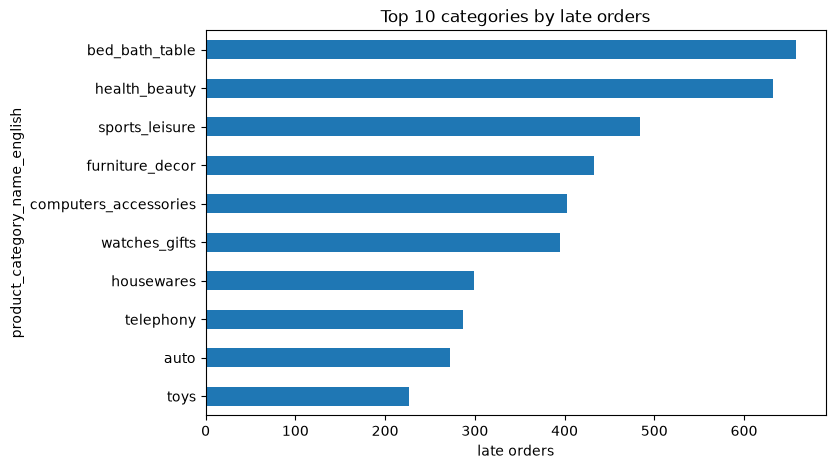 Top 10 categories by late orders
product_category_name_english
bed_bath_table
health_beauty
sports_leisure
furniture_decor
computers_accessories
watches_gifts
housewares
telephony
auto
toys
0 100 200 300 400 500 600
late orders